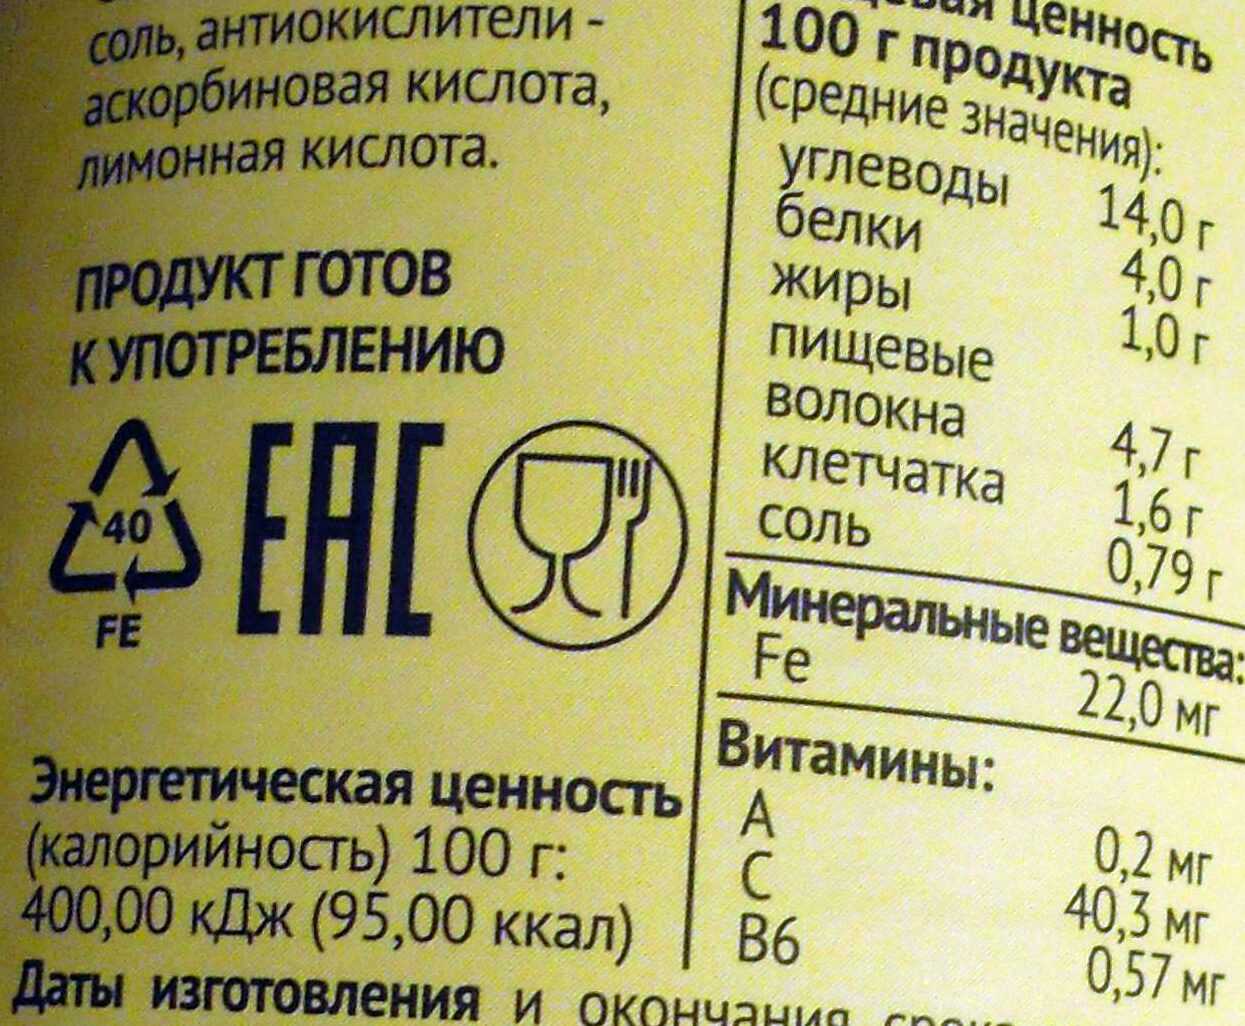 соль, антиокислители -
аскорбиновая кислота,
лимонная кислота.
ПРОДУКТ ГОТОВ
К УПОТРЕБЛЕНИЮ
40
FE
EAC
Энергетическая ценность
(калорийность) 100 г:
400,00 кДж (95,00 ккал)
Даты изготовления и окончания
ценность
100 г продукта
(средние значения):
углеводы 14,0 г
белки 4,0 г
жиры 1,0 г
пищевые
волокна 4,7 г
клетчатка 1,6 г
соль 0,79 г
Минеральные вещества:
Fe 22,0 мг
Витамины:
A 0,2 мг
C 40,3 мг
B6 0,57 мг